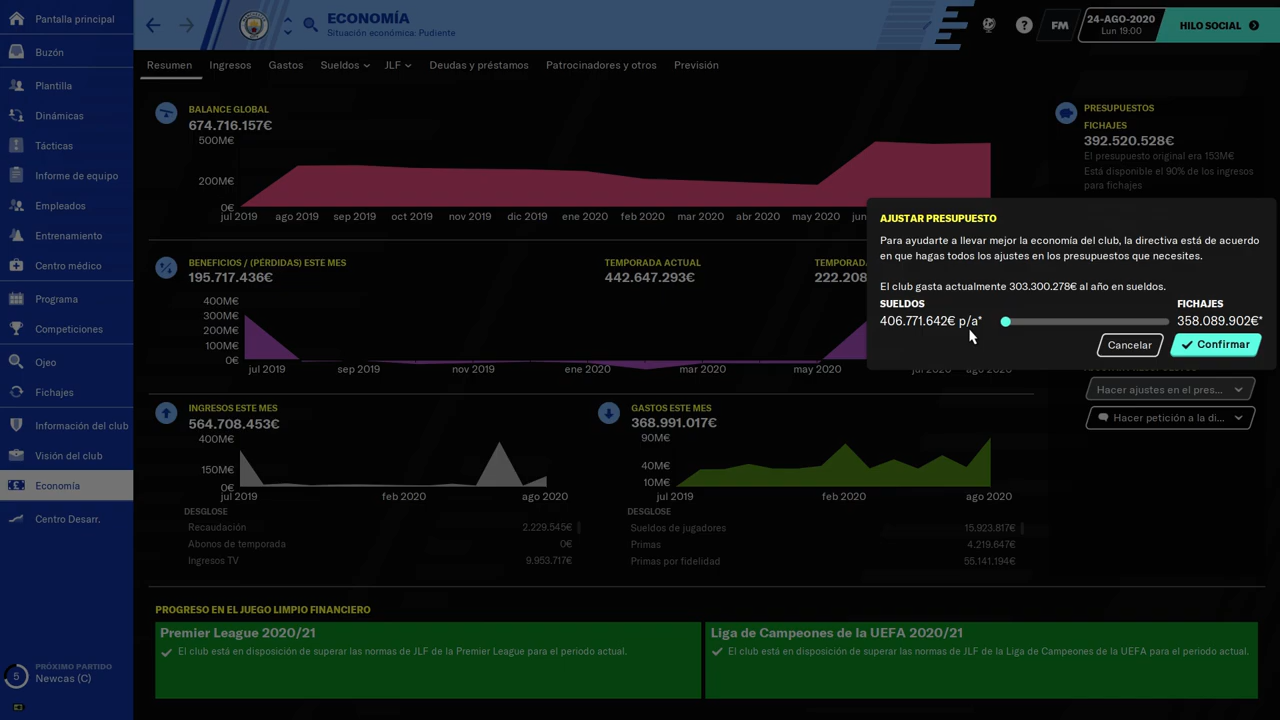 Pantalla principal
Buzón
Plantilla
Dinámicas
Tácticas
Informe de equipo
Empleados
Entrenamiento
Centro médico
Programa
Competiciones
Ojeo
Fichajes
Información del club
Visión del club
Economía
Centro Desarr.
5
PRÓXIMO PARTIDO
Newcas (C)
ECONOMÍA
Situación económica: Pudiente
?
FM
24-AGO-2020
Lun 19:00
HILO SOCIAL
Resumen Ingresos Gastos Sueldos JLF Deudas y préstamos Patrocinadores y otros Previsión
BALANCE GLOBAL
674.716.157€
500M€
200M€
0€
jul 2019 ago 2019 sep 2019 oct 2019 nov 2019 dic 2019 ene 2020 feb 2020 mar 2020 abr 2020 may 2020 jun
PRESUPUESTOS
FICHAJES
392.520.528€
El presupuesto original era 153M€
Está disponible el 90% de los ingresos
para fichajes
AJUSTAR PRESUPUESTO
Para ayudarte a llevar mejor la economía del club, la directiva está de acuerdo
en que hagas todos los ajustes en los presupuestos que necesites.
El club gasta actualmente 303.300.278€ al año en sueldos.
SUELDOS FICHAJES
406.771.642€ p/a* 358.089.902€*
Cancelar Confirmar
Hacer ajustes en el pres...
Hacer petición a la di...
BENEFICIOS / (PÉRDIDAS) ESTE MES
195.717.436€
TEMPORADA ACTUAL
442.647.293€
TEMPORAD
222.208
400M€
300M€
200M€
100M€
0€
jul 2019 sep 2019 nov 2019 ene 2020 mar 2020 may 2020 jul 2020 ago 2020
INGRESOS ESTE MES
564.708.453€
400M€
150M€
0€
jul 2019 feb 2020 ago 2020
DESGLOSE
Recaudación 2.229.545€
Abonos de temporada 0€
Ingresos TV 9.953.717€
GASTOS ESTE MES
368.991.017€
90M€
40M€
10M€
jul 2019 feb 2020 ago 2020
DESGLOSE
Sueldos de jugadores 15.923.817€
Primas 4.219.647€
Primas por fidelidad 55.141.194€
PROGRESO EN EL JUEGO LIMPIO FINANCIERO
Premier League 2020/21
El club está en disposición de superar las normas de JLF de la Premier League para el periodo actual.
Liga de Campeones de la UEFA 2020/21
El club está en disposición de superar las normas de JLF de la Liga de Campeones de la UEFA para el periodo actual.